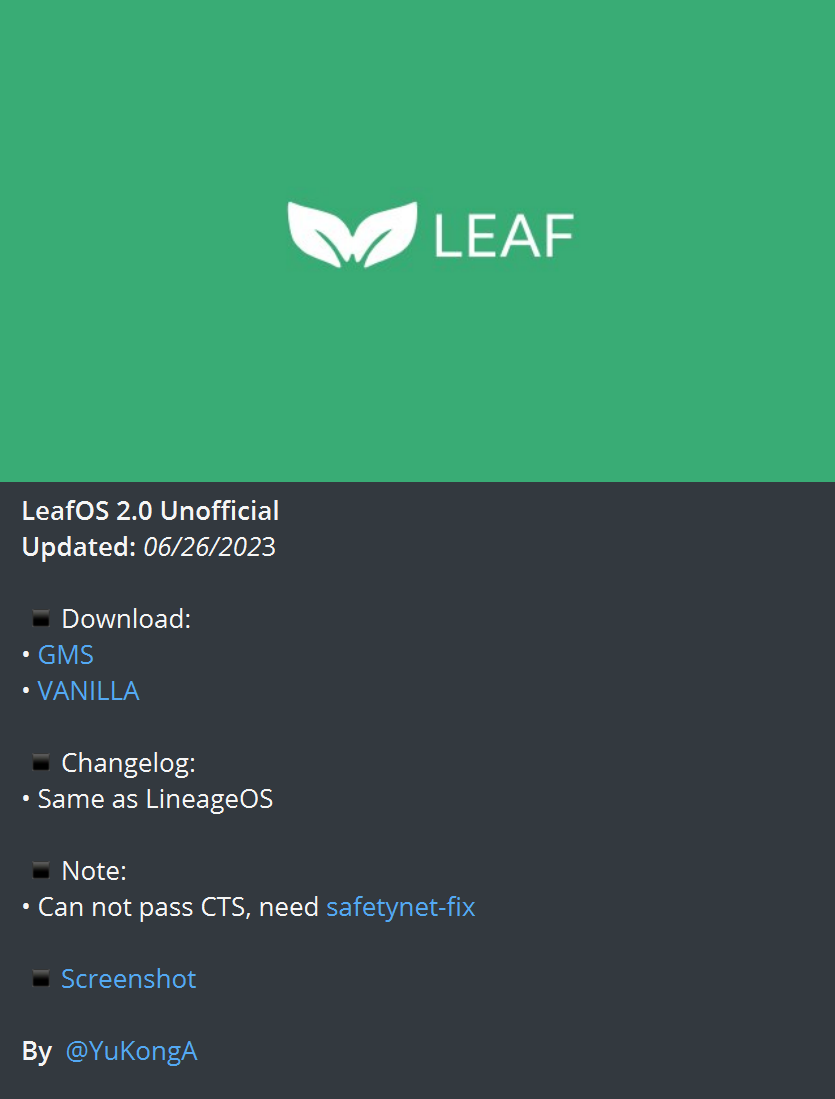 LEAF
LeafOS 2.0 Unofficial
Updated: 06/26/2023
▪️ Download:
• GMS
• VANILLA
▪️ Changelog:
• Same as LineageOS
▪️ Note:
• Can not pass CTS, need safetynet-fix
▪️ Screenshot
By @YuKongA